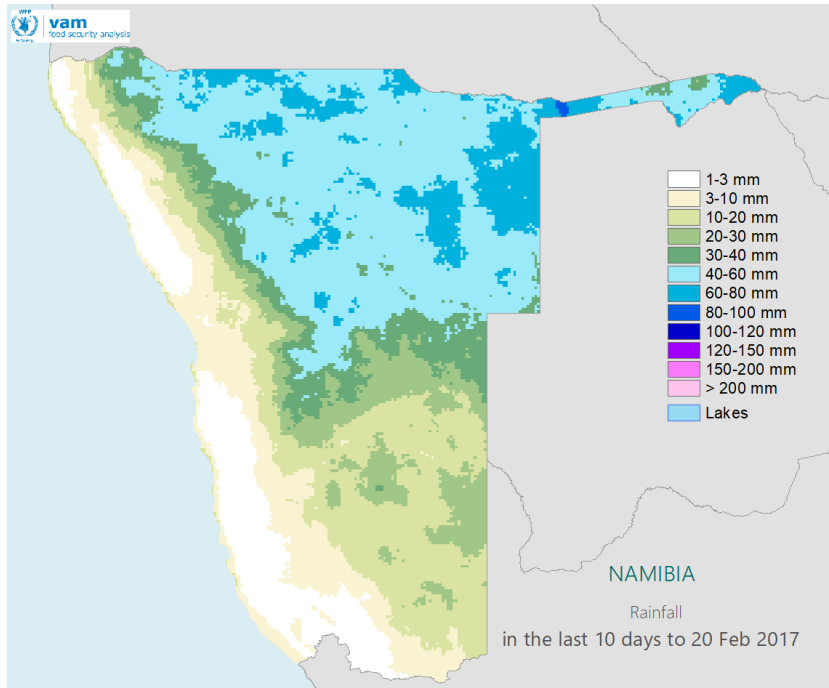 WFP
vam
food security analysis
1-3 mm
3-10 mm
10-20 mm
20-30 mm
30-40 mm
40-60 mm
60-80 mm
80-100 mm
100-120 mm
120-150 mm
150-200 mm
> 200 mm
Lakes
NAMIBIA
Rainfall
in the last 10 days to 20 Feb 2017